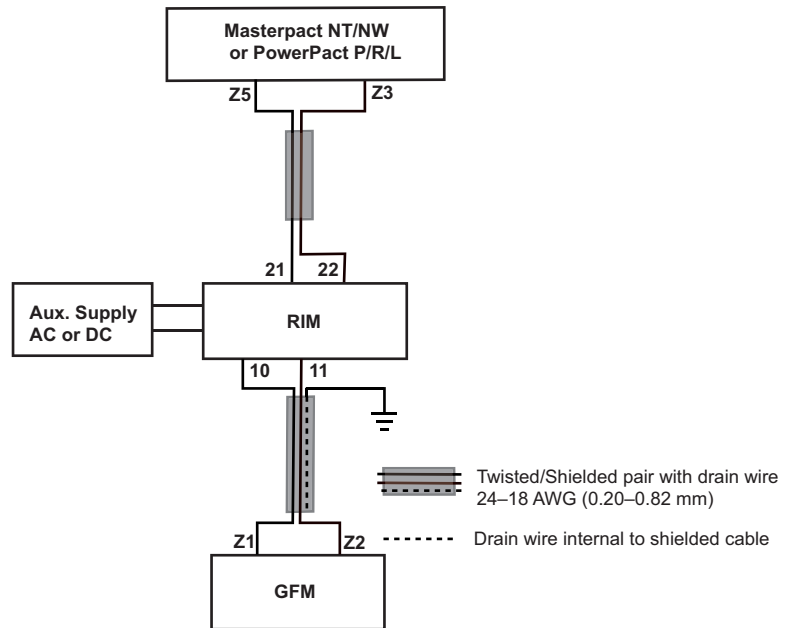 Masterpact NT/NW
or PowerPact P/R/L
Z5
Z3
21
22
Aux. Supply
AC or DC
RIM
10
11
Twisted/Shielded pair with drain wire
24–18 AWG (0.20–0.82 mm)
Z1
Z2
Drain wire internal to shielded cable
GFM